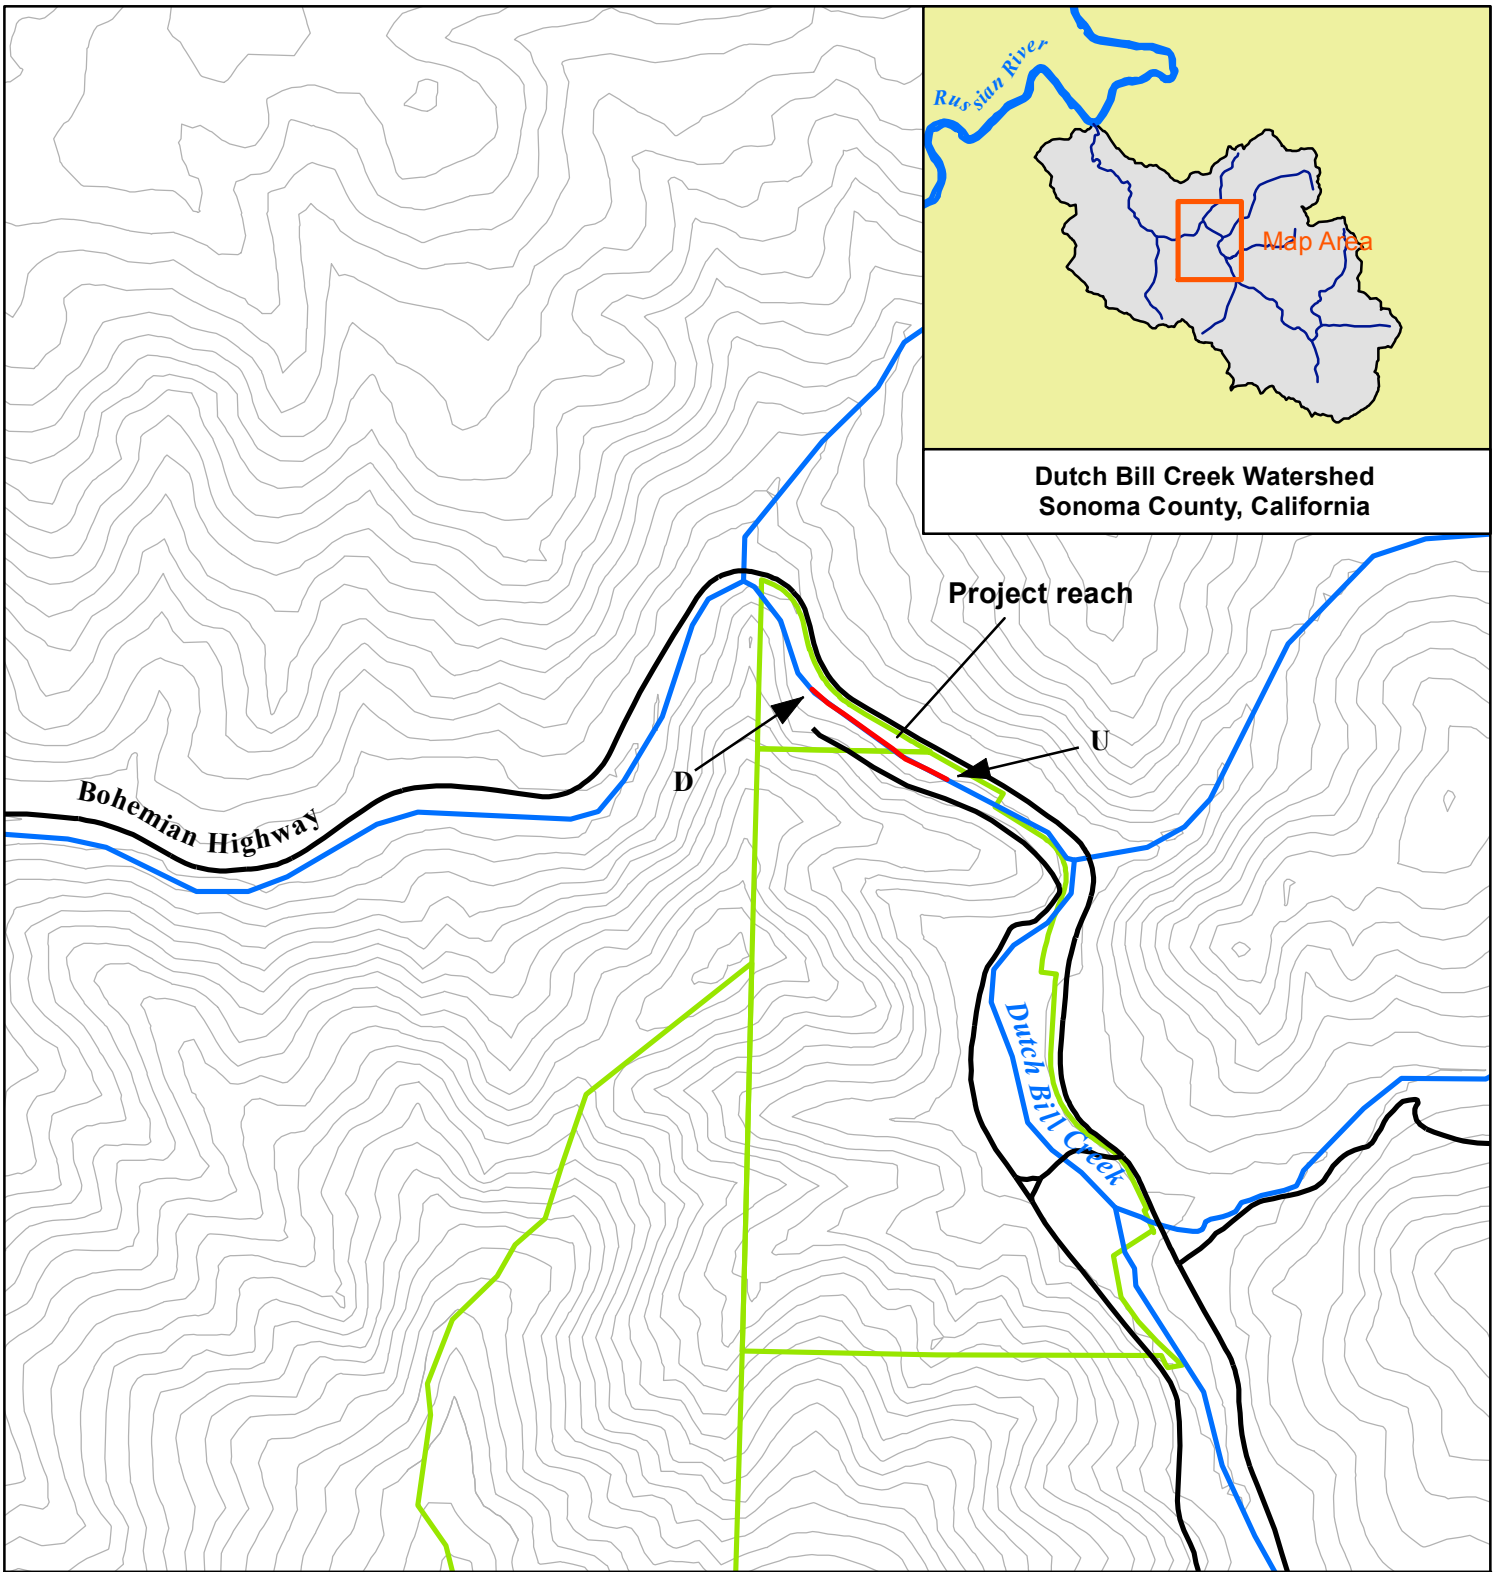 Russian River
Map Area
Dutch Bill Creek Watershed
Sonoma County, California
Project reach
U
D
Bohemian Highway
Dutch Bill Creek